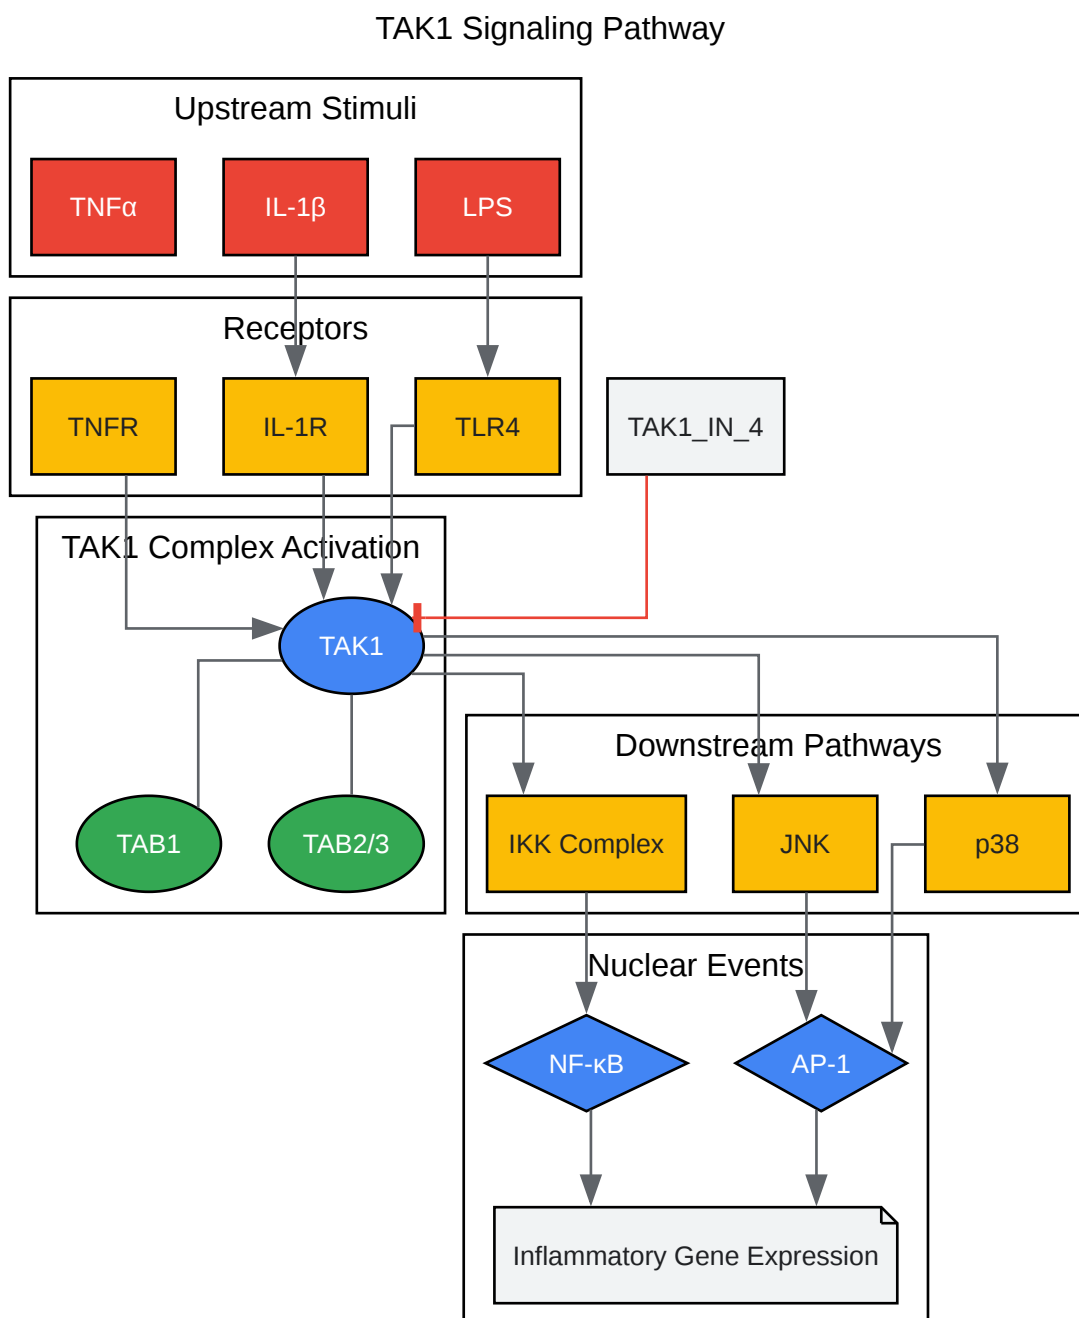 TAK1 Signaling Pathway
Upstream Stimuli
TNFα
IL-1β
LPS
Receptors
TNFR
IL-1R
TLR4
TAK1_IN_4
TAK1 Complex Activation
TAK1
TAB1
TAB2/3
Downstream Pathways
IKK Complex
JNK
p38
Nuclear Events
NF-κB
AP-1
Inflammatory Gene Expression